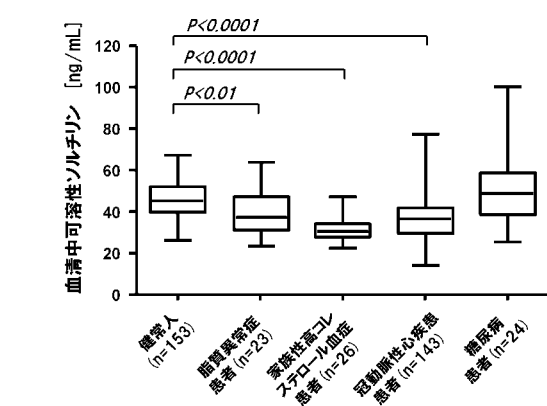 P<0.0001
P<0.0001
P<0.01
血清中可溶性ソルチリン [ng/mL]
120
100
80
60
40
20
0
健常人
(n=153)
脂質異常症
患者 (n=23)
家族性高コレ
ステロール血症
患者 (n=26)
冠動脈性心疾患
患者 (n=143)
糖尿病
患者 (n=24)